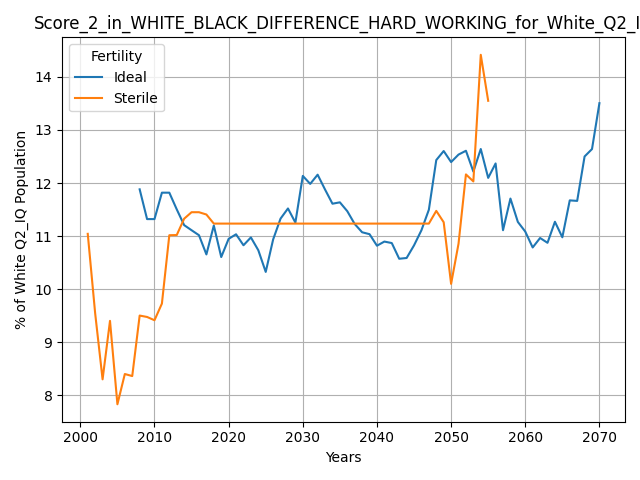 Score_2_in_WHITE_BLACK_DIFFERENCE_HARD_WORKING_for_White_Q2_I
Fertility
Ideal
Sterile
% of White Q2_IQ Population
14
13
12
11
10
9
8
2000 2010 2020 2030 2040 2050 2060 2070
Years